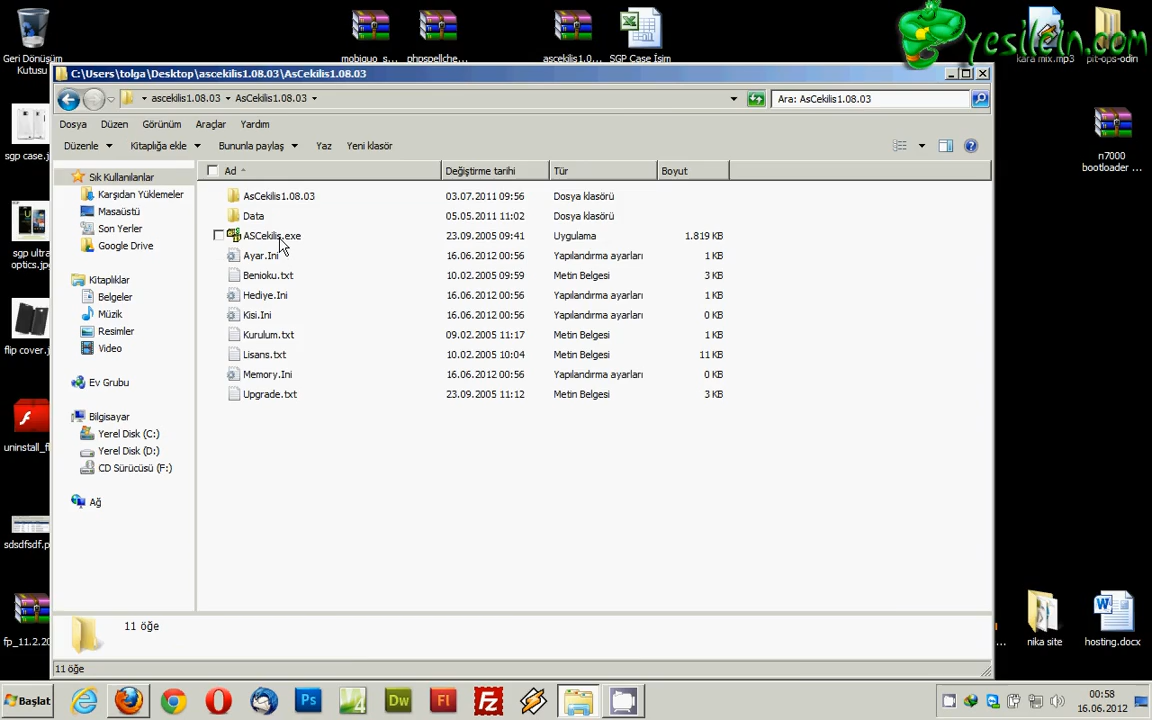 Geri Dönüşüm
Kutusu
mobiquo_s...
phpspellche...
ascekilis1.0...
SGP Case İsim
yesilein.com
kara mix.mp3
pit-ops-odin
C:\Users\tolga\Desktop\ascekilis1.08.03\AsCekilis1.08.03
ascekilis1.08.03
AsCekilis1.08.03
Ara: AsCekilis1.08.03
Dosya
Düzen
Görünüm
Araçlar
Yardım
Düzenle
Kitaplığa ekle
Bununla paylaş
Yaz
Yeni klasör
Ad
Değiştirme tarihi
Tür
Boyut
AsCekilis1.08.03 03.07.2011 09:56 Dosya klasörü
Data 05.05.2011 11:02 Dosya klasörü
ASCekilis.exe 23.09.2005 09:41 Uygulama 1.819 KB
Ayar.Ini 16.06.2012 00:56 Yapılandırma ayarları 1 KB
Benioku.txt 10.02.2005 09:59 Metin Belgesi 3 KB
Hediye.Ini 16.06.2012 00:56 Yapılandırma ayarları 1 KB
Kisi.Ini 16.06.2012 00:56 Yapılandırma ayarları 0 KB
Kurulum.txt 09.02.2005 11:17 Metin Belgesi 1 KB
Lisans.txt 10.02.2005 10:04 Metin Belgesi 11 KB
Memory.Ini 16.06.2012 00:56 Yapılandırma ayarları 0 KB
Upgrade.txt 23.09.2005 11:12 Metin Belgesi 3 KB
Sık Kullanılanlar
Karşıdan Yüklemeler
Masaüstü
Son Yerler
Google Drive
Kitaplıklar
Belgeler
Müzik
Resimler
Video
Ev Grubu
Bilgisayar
Yerel Disk (C:)
Yerel Disk (D:)
CD Sürücüsü (F:)
Ağ
11 öğe
11 öğe
sgp case.j
sgp ultra
optics.jp
flip cover.j
uninstall_fl
sdsdfsdf.p
fp_11.2.20
n7000
bootloader ...
nika site
hosting.docx
Başlat
Ps
4
Dw
Fl
Fz
00:58
16.06.2012